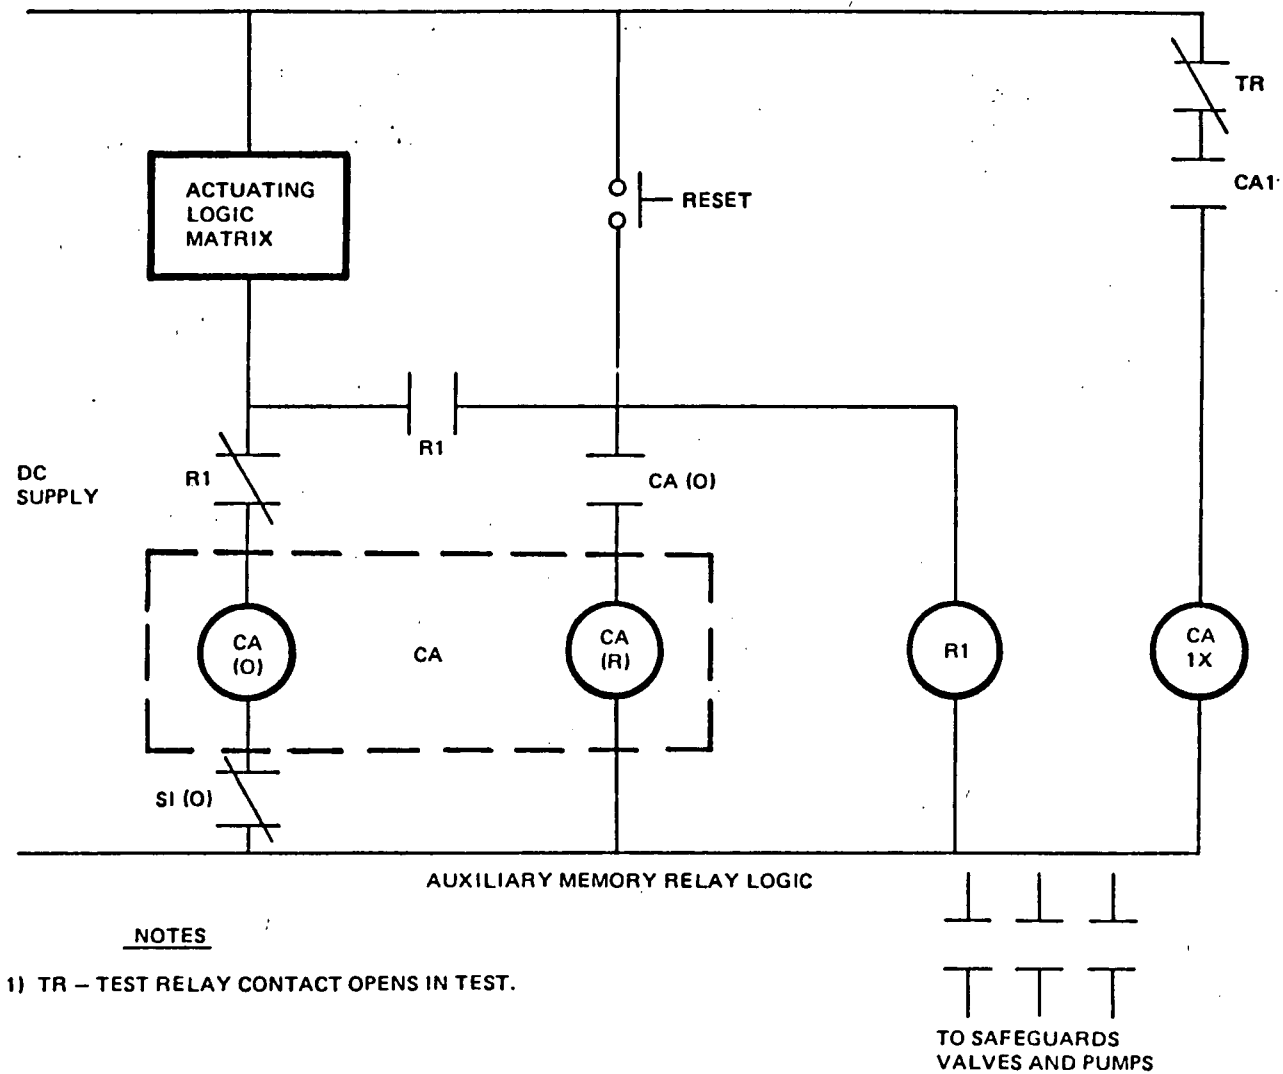 TR
ACTUATING
LOGIC
MATRIX
RESET
CA1
R1
DC
SUPPLY
R1
CA (O)
CA
(O)
CA
CA
(R)
R1
CA
1X
SI (O)
AUXILIARY MEMORY RELAY LOGIC
NOTES
1) TR – TEST RELAY CONTACT OPENS IN TEST.
TO SAFEGUARDS
VALVES AND PUMPS